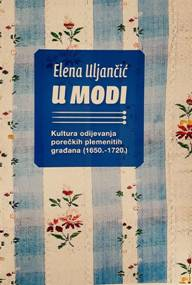 Elena Uljančić
U MODI
Kultura odijevanja
porečkih plemenitih
građana (1650.-1720.)